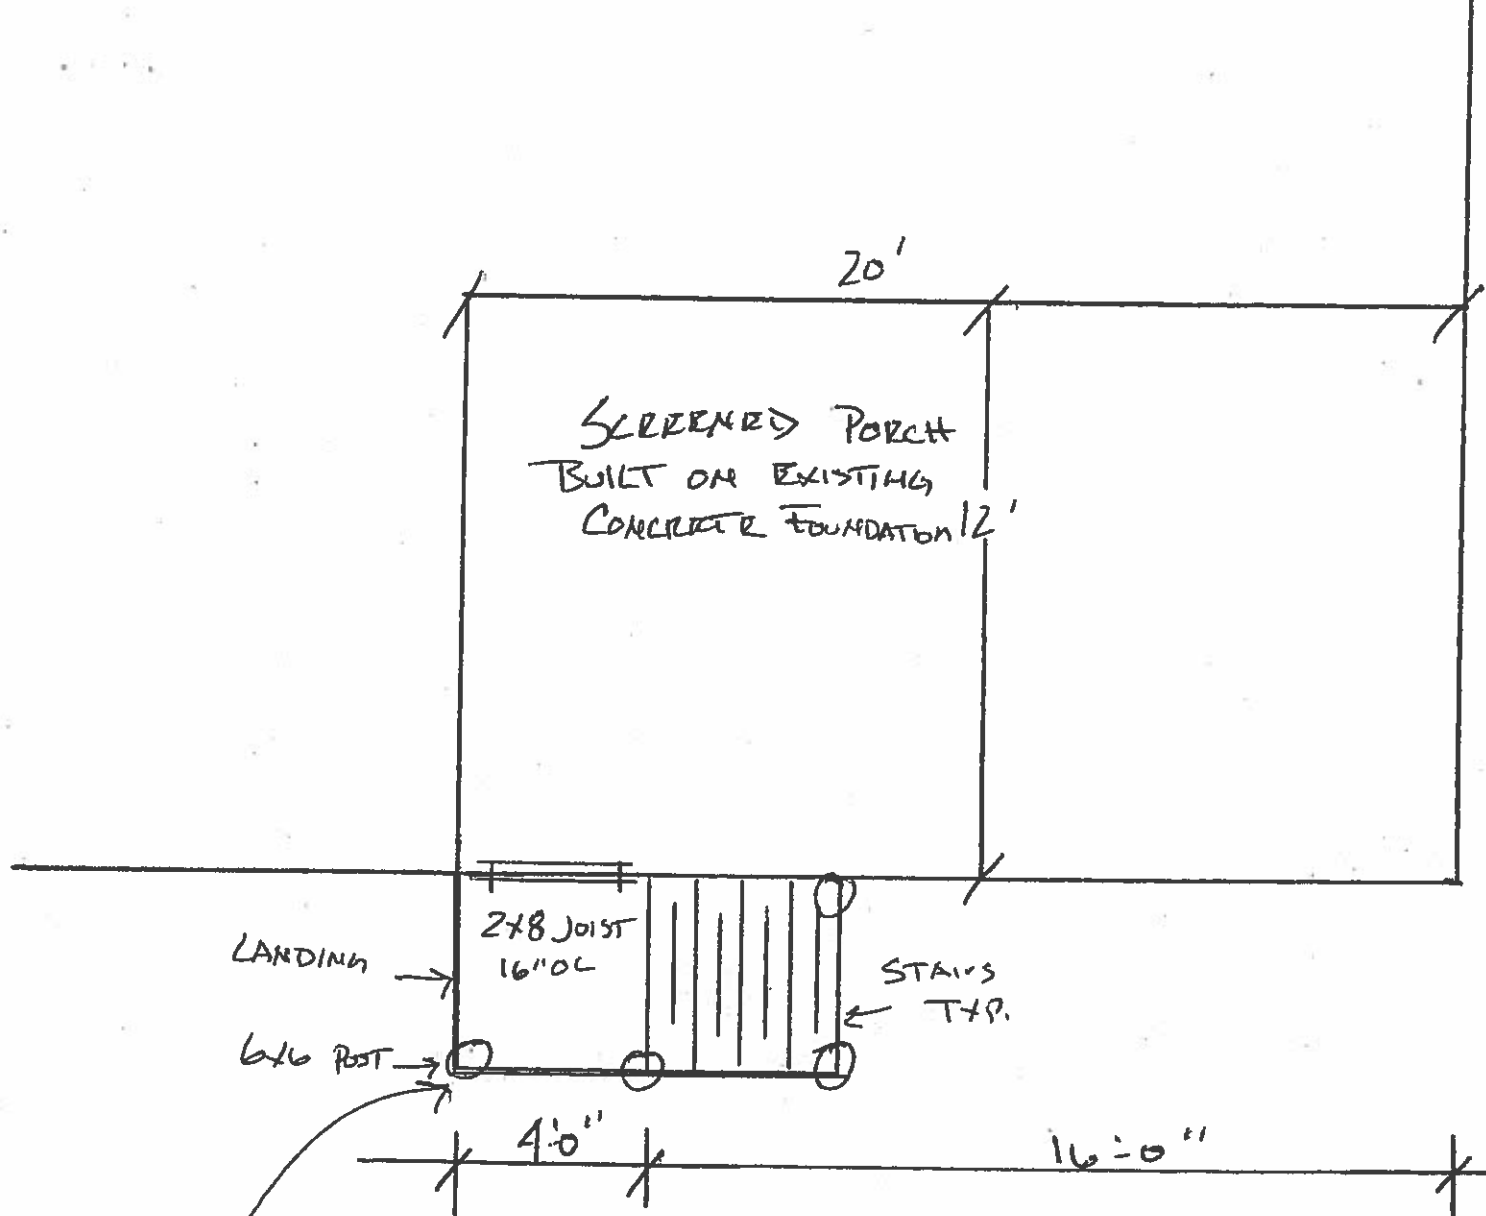 20'
SCREENED PORCH
BUILT ON EXISTING
CONCRETE FOUNDATION
12'
2X8 JOIST
16" OC
LANDING
STAIRS
TYP.
6X6 POST
4'-0"
16'-0"